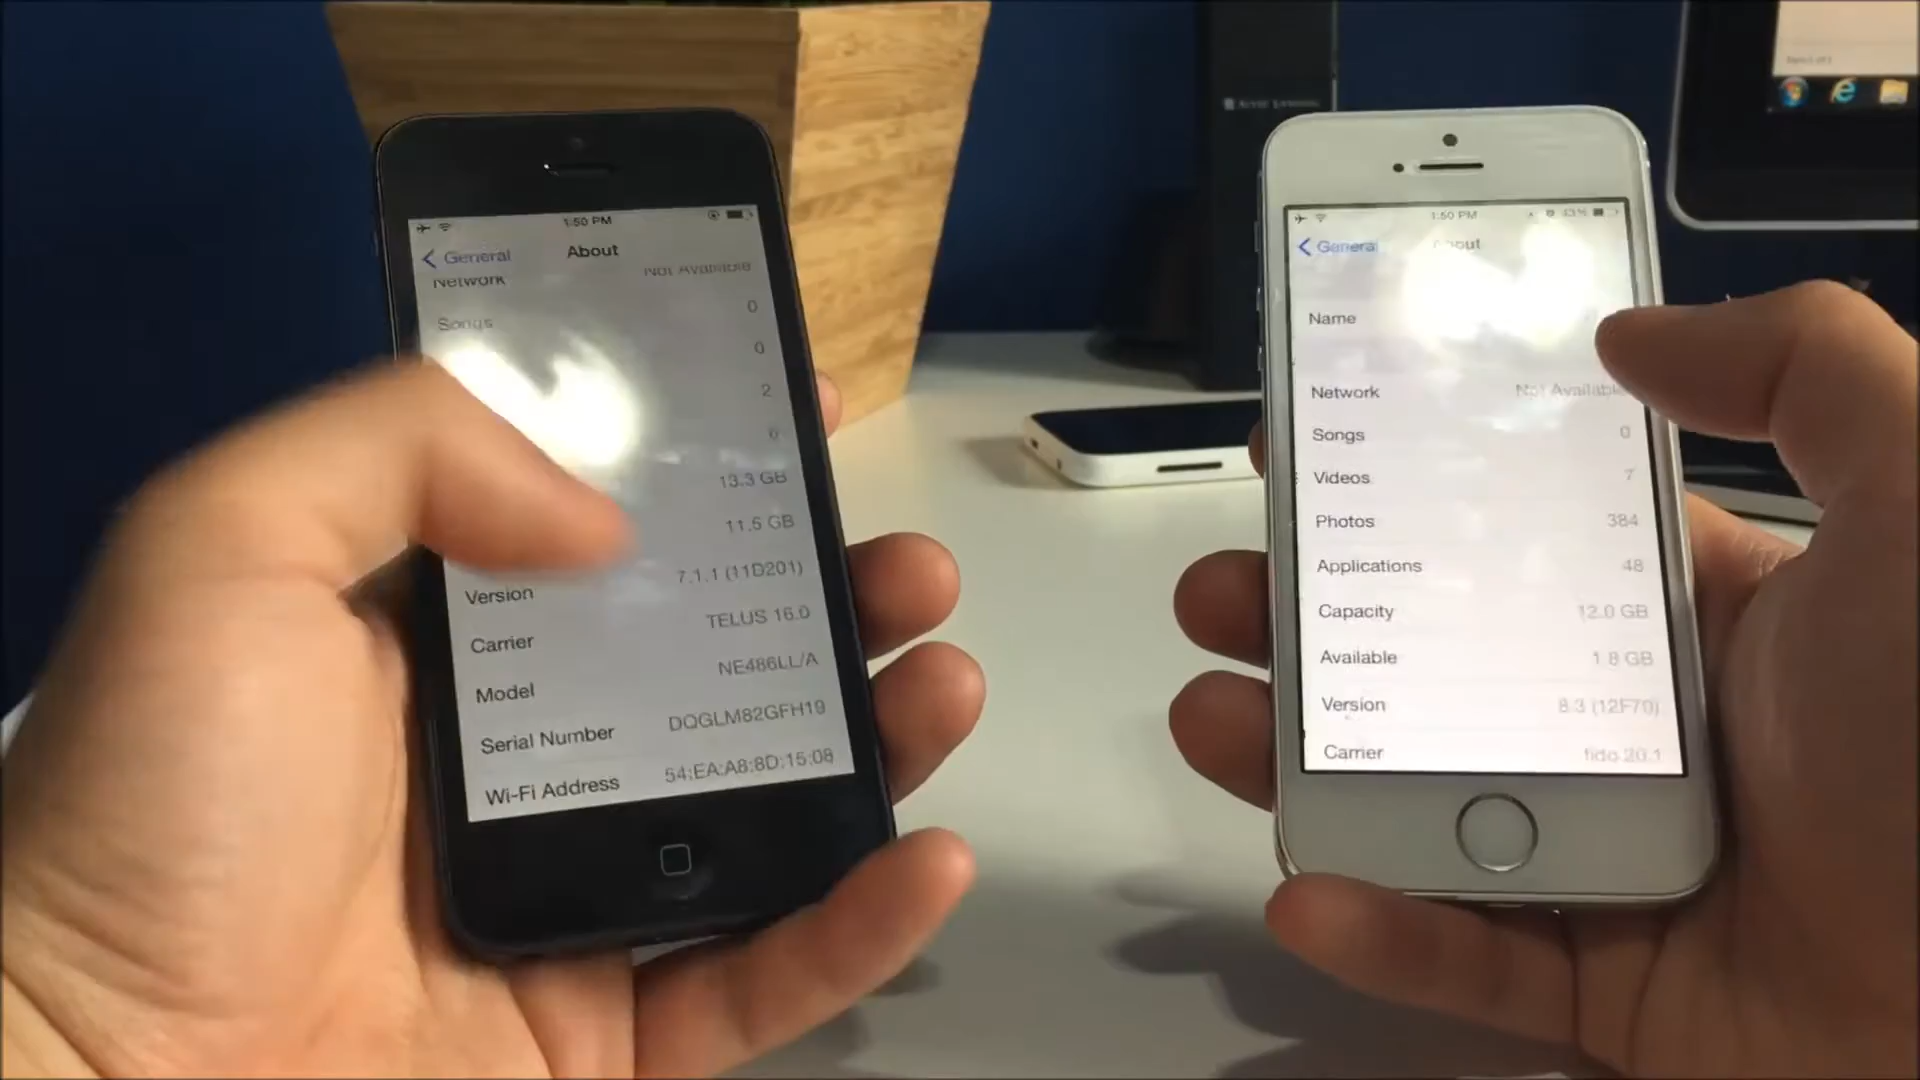 1:50 PM
General
About
Network
Not Available
Songs
0
0
2
6
13.3 GB
11.5 GB
Version
7.1.1 (11D201)
Carrier
TELUS 16.0
Model
NE486LL/A
Serial Number
DQGLM82GFH19
Wi-Fi Address
54:EA:A8:8D:15:08
1:50 PM
43%
General
About
Name
Network
Not Available
Songs
0
Videos
7
Photos
384
Applications
48
Capacity
12.0 GB
Available
1.8 GB
Version
8.3 (12F70)
Carrier
fido 20.1